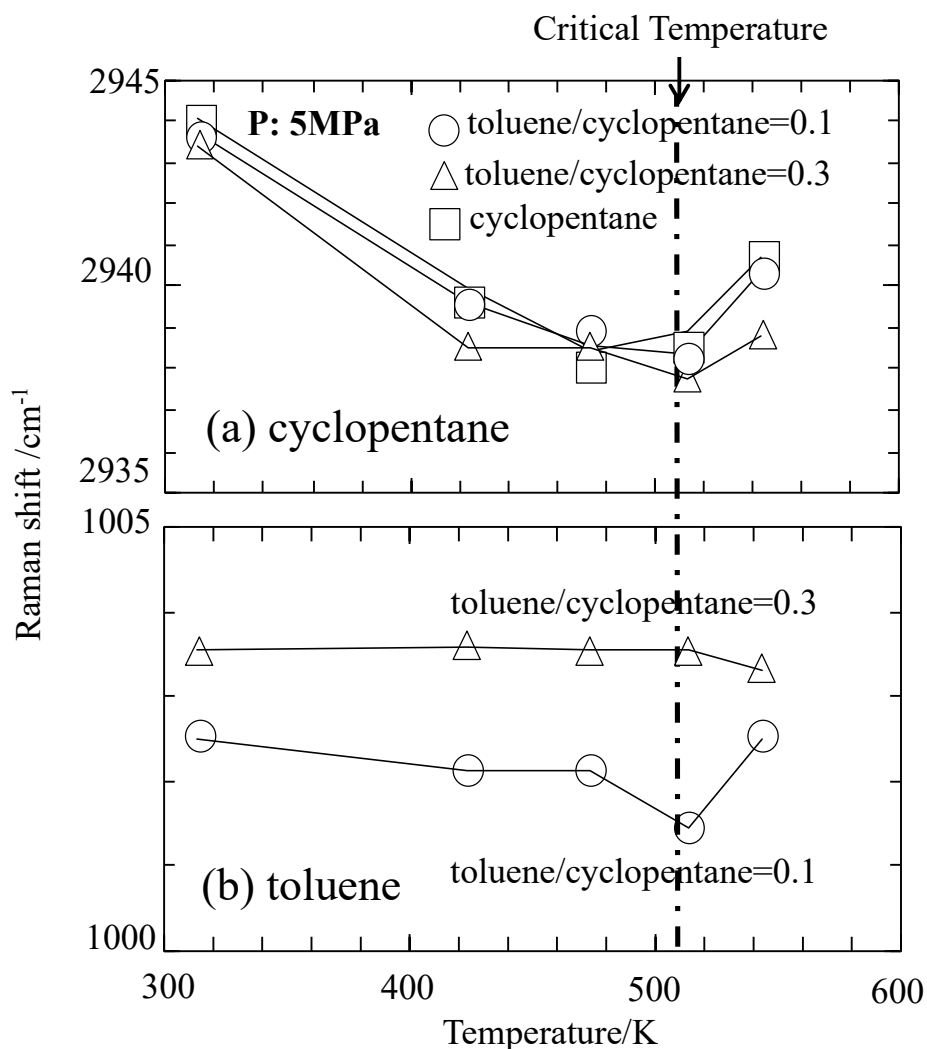 Critical Temperature
2945
P: 5MPa
toluene/cyclopentane=0.1
toluene/cyclopentane=0.3
cyclopentane
2940
(a) cyclopentane
2935
Raman shift /cm⁻¹
1005
toluene/cyclopentane=0.3
(b) toluene
toluene/cyclopentane=0.1
1000
300 400 500 600
Temperature/K